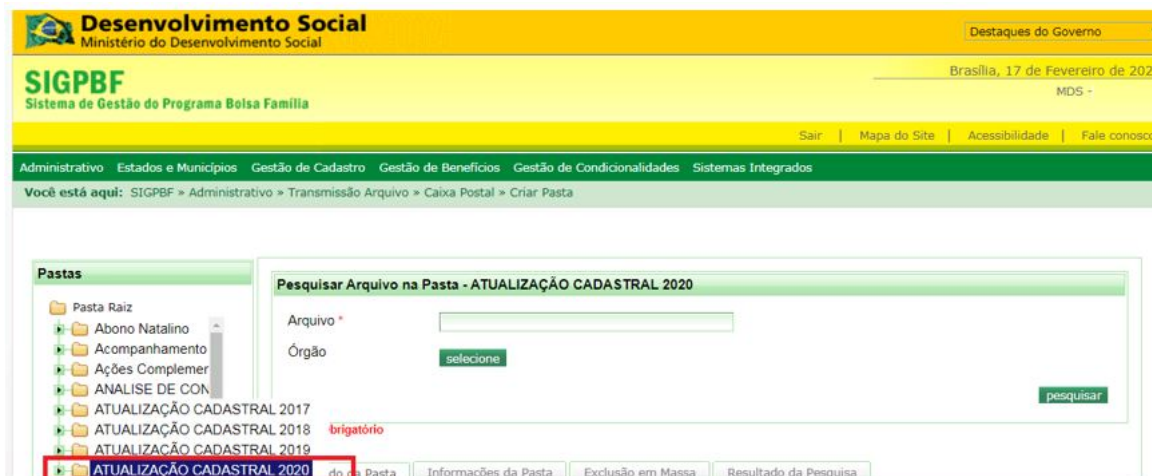 Desenvolvimento Social
Ministério do Desenvolvimento Social
Destaques do Governo
SIGPBF
Sistema de Gestão do Programa Bolsa Família
Brasília, 17 de Fevereiro de 202
MDS -
Sair | Mapa do Site | Acessibilidade | Fale conosco
Administrativo Estados e Municípios Gestão de Cadastro Gestão de Benefícios Gestão de Condicionalidades Sistemas Integrados
Você está aqui: SIGPBF » Administrativo » Transmissão Arquivo » Caixa Postal » Criar Pasta
Pastas
Pasta Raiz
Abono Natalino
Acompanhamento
Ações Complemer
ANALISE DE CON
ATUALIZAÇÃO CADASTRAL 2017
ATUALIZAÇÃO CADASTRAL 2018
ATUALIZAÇÃO CADASTRAL 2019
ATUALIZAÇÃO CADASTRAL 2020
Pesquisar Arquivo na Pasta - ATUALIZAÇÃO CADASTRAL 2020
Arquivo *
Órgão
selecione
pesquisar
brigatório
do da Pasta
Informações da Pasta
Exclusão em Massa
Resultado da Pesquisa